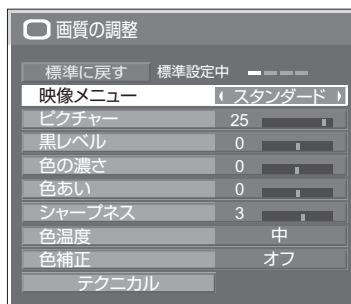 画質の調整
標準に戻す 標準設定中
映像メニュー スタンダード
ピクチャー 25
黒レベル 0
色の濃さ 0
色あい 0
シャープネス 3
色温度 中
色補正 オフ
テクニカル